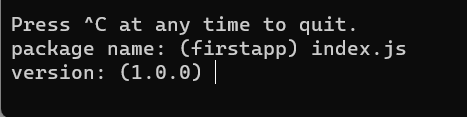 Press ^C at any time to quit.
package name: (firstapp) index.js
version: (1.0.0)